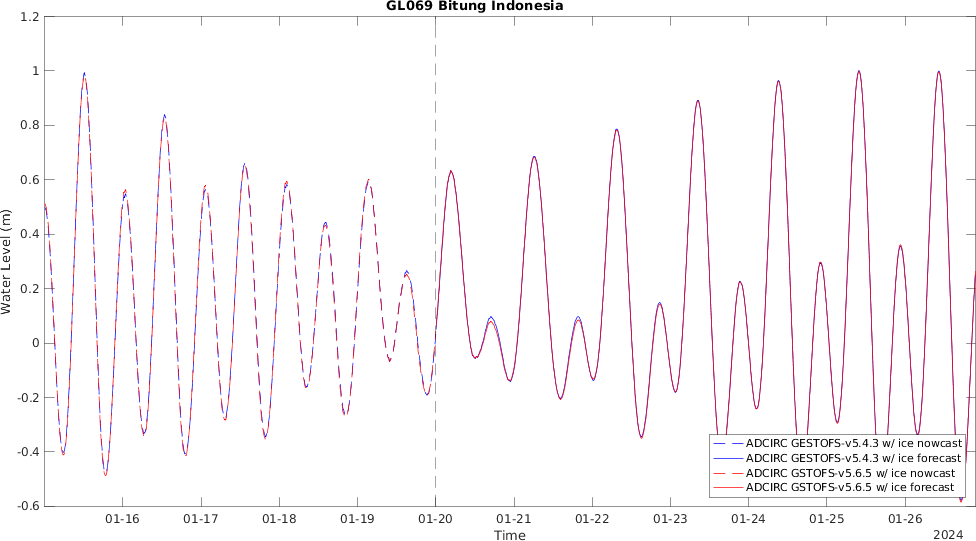 GL069 Bitung Indonesia
1.2
1
0.8
0.6
0.4
0.2
0
-0.2
-0.4
-0.6
Water Level (m)
ADCIRC GESTOFS-v5.4.3 w/ ice nowcast
ADCIRC GESTOFS-v5.4.3 w/ ice forecast
ADCIRC GSTOFS-v5.6.5 w/ ice nowcast
ADCIRC GSTOFS-v5.6.5 w/ ice forecast
01-16 01-17 01-18 01-19 01-20 01-21 01-22 01-23 01-24 01-25 01-26
Time
2024